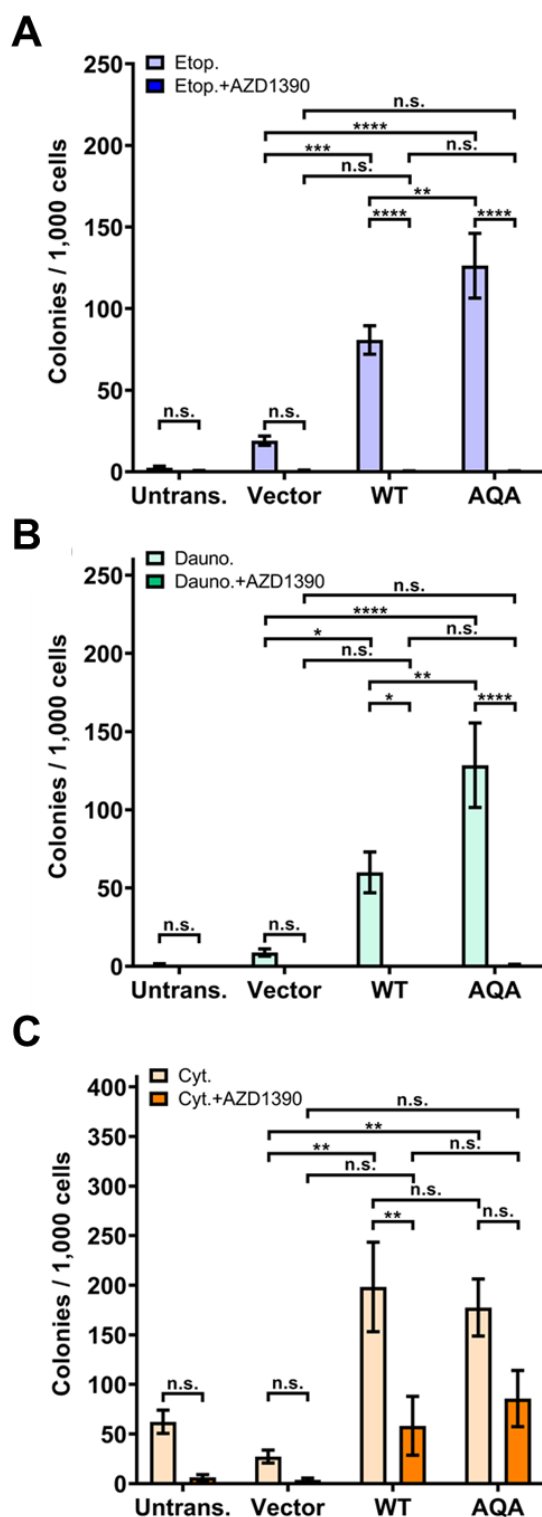 A
Etop.
Etop.+AZD1390
250
200
150
100
50
0
Colonies / 1,000 cells
n.s.
****
***
n.s.
n.s.
**
****
****
n.s.
n.s.
Untrans. Vector WT AQA
B
Dauno.
Dauno.+AZD1390
250
200
150
100
50
0
Colonies / 1,000 cells
n.s.
****
*
n.s.
n.s.
**
*
****
n.s.
n.s.
Untrans. Vector WT AQA
C
Cyt.
Cyt.+AZD1390
400
350
300
250
200
150
100
50
0
Colonies / 1,000 cells
n.s.
**
**
n.s.
n.s.
n.s.
**
n.s.
n.s.
n.s.
Untrans. Vector WT AQA